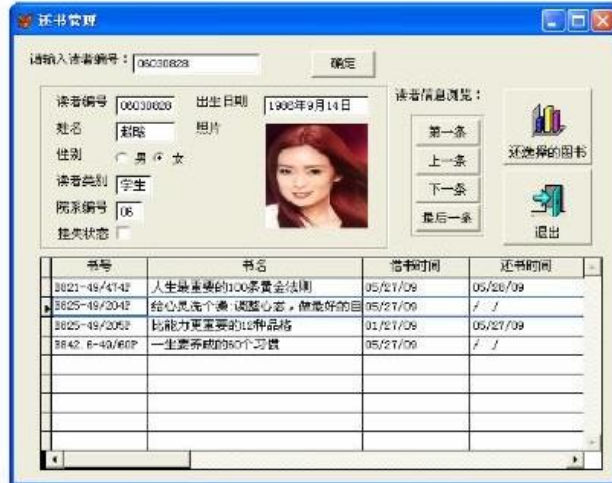 还书管理
请输入读者编号： 06030828 确定
读者编号 06030828 出生日期 1986年9月14日 读者信息浏览：
姓名 照片 第一条
性别 男 女 上一条 还选择的图书
读者类别 学生 下一条
院系编号 06 最后一条
挂失状态 退出
书号 书名 借书时间 还书时间
B821-49/474P 人生最重要的100条黄金法则 05/27/09 05/28/09
B825-49/204P 给心灵洗个澡:调整心态，做最好的自 05/27/09 / /
B825-49/205P 比能力更重要的12种品格 01/27/09 05/27/09
B842.6-49/60P 一生要养成的60个习惯 05/27/09 / /